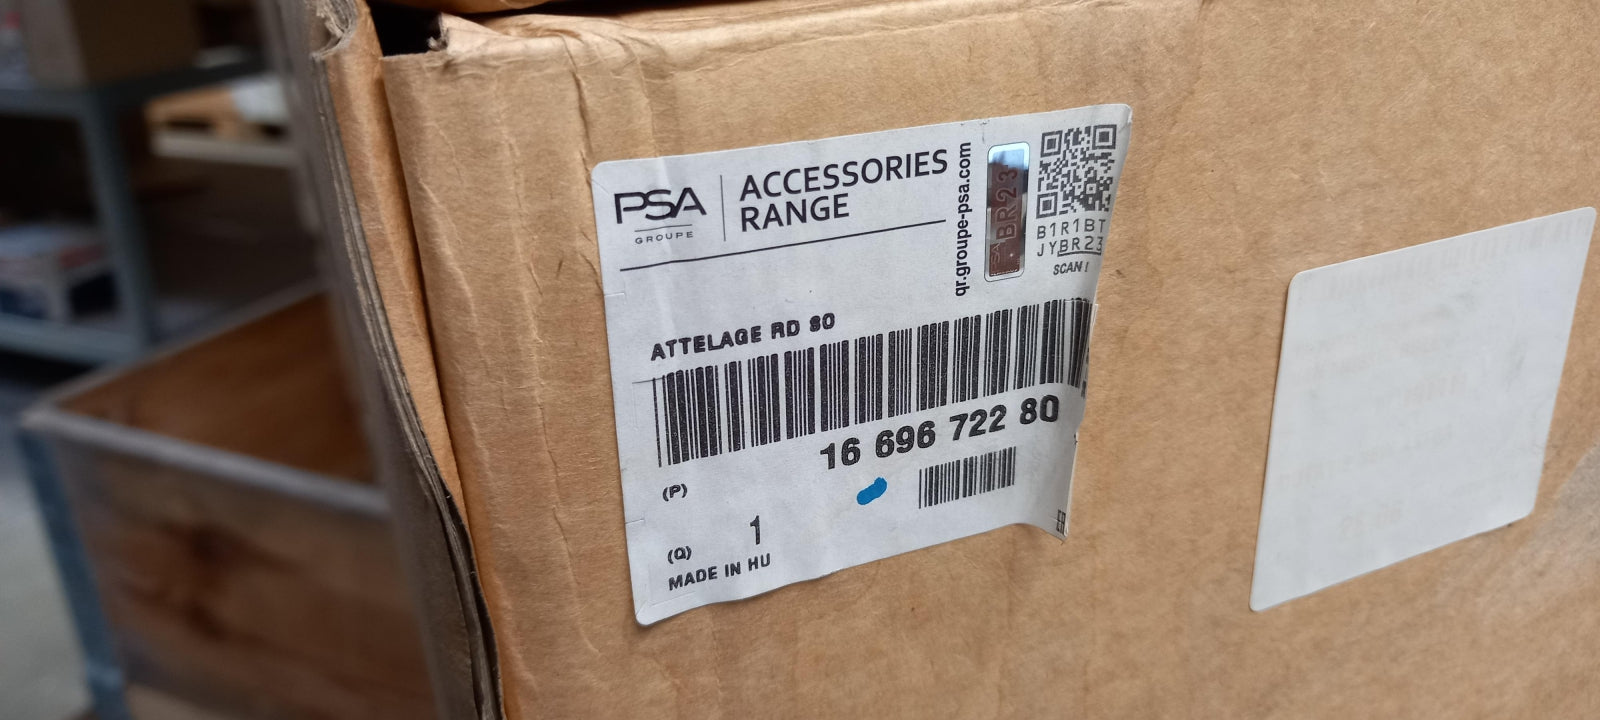 PSA
GROUPE
ACCESSORIES
RANGE
qr.groupe-psa.com
BR23
B1R1BT
JYBR23
SCAN !
ATTELAGE RD 80
16 696 722 80
(P)
(Q) 1
MADE IN HU